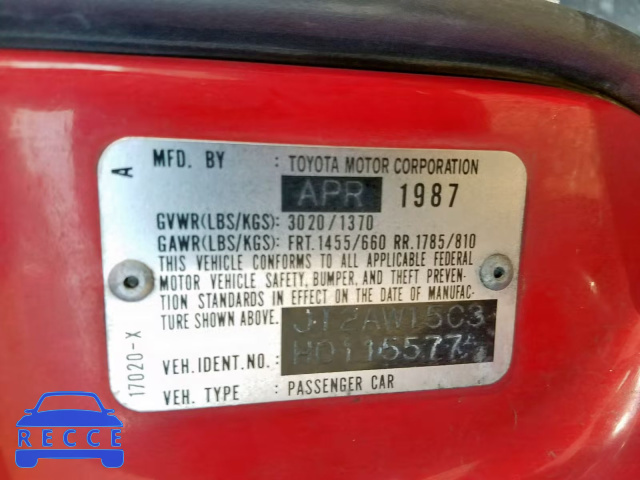 A
MFD. BY : TOYOTA MOTOR CORPORATION
APR 1987
GVWR(LBS/KGS): 3020/1370
GAWR(LBS/KGS): FRT.1455/660 RR.1785/810
THIS VEHICLE CONFORMS TO ALL APPLICABLE FEDERAL
MOTOR VEHICLE SAFETY, BUMPER, AND THEFT PREVEN-
TION STANDARDS IN EFFECT ON THE DATE OF MANUFAC-
TURE SHOWN ABOVE. JT2AW15C3
VEH.IDENT.NO.: H0115577
VEH. TYPE : PASSENGER CAR
17020-X
RECCE